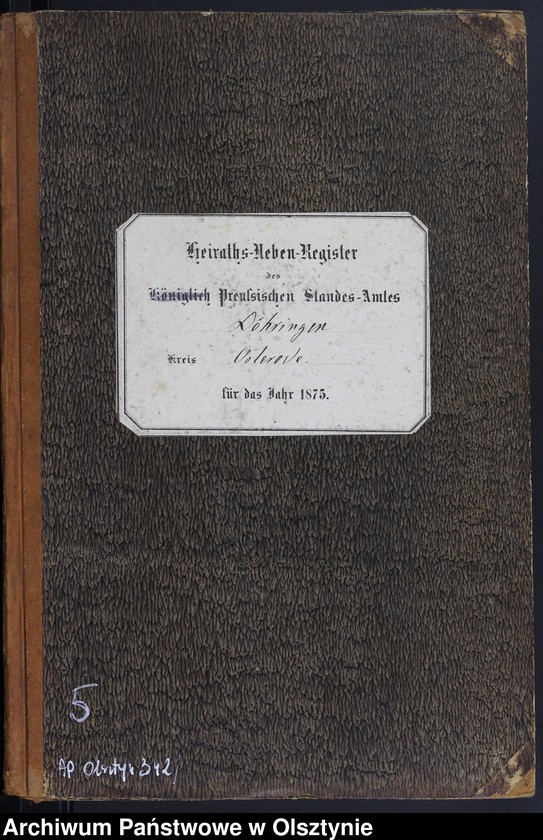 Heiraths-Neben-Register
des
Königlich Preußischen Standes-Amtes
Döhringen
Kreis Osterode.
für das Jahr 1875.
5
AP Olsztyn 342/
Archiwum Państwowe w Olsztynie